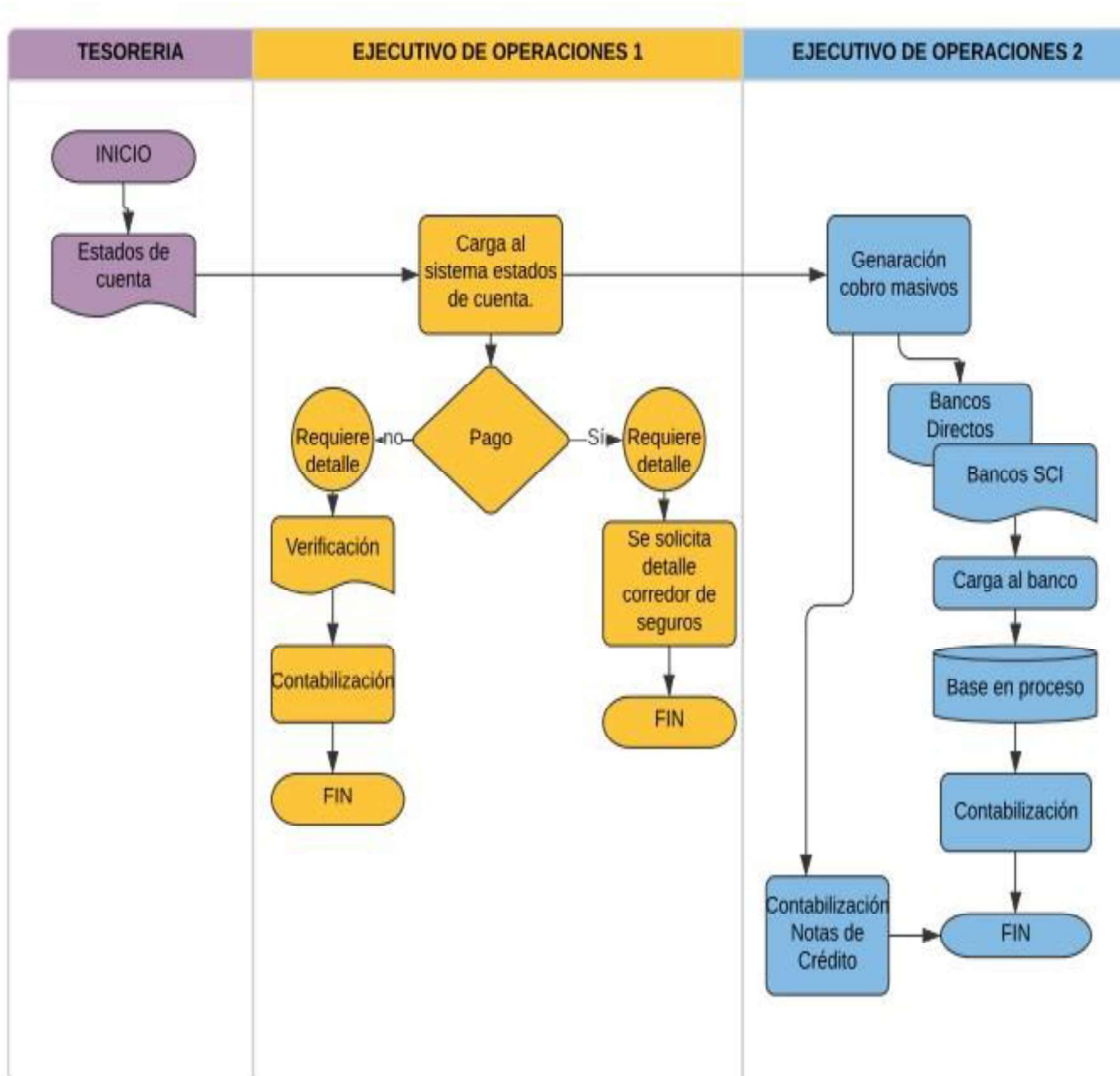 TESORERIA
EJECUTIVO DE OPERACIONES 1
EJECUTIVO DE OPERACIONES 2
INICIO
Estados de
cuenta
Carga al
sistema estados
de cuenta.
Pago
no
Requiere
detalle
Verificación
Contabilización
FIN
Sí
Requiere
detalle
Se solicita
detalle
corredor de
seguros
FIN
Genaración
cobro masivos
Bancos
Directos
Bancos SCI
Carga al banco
Base en proceso
Contabilización
Contabilización
Notas de
Crédito
FIN